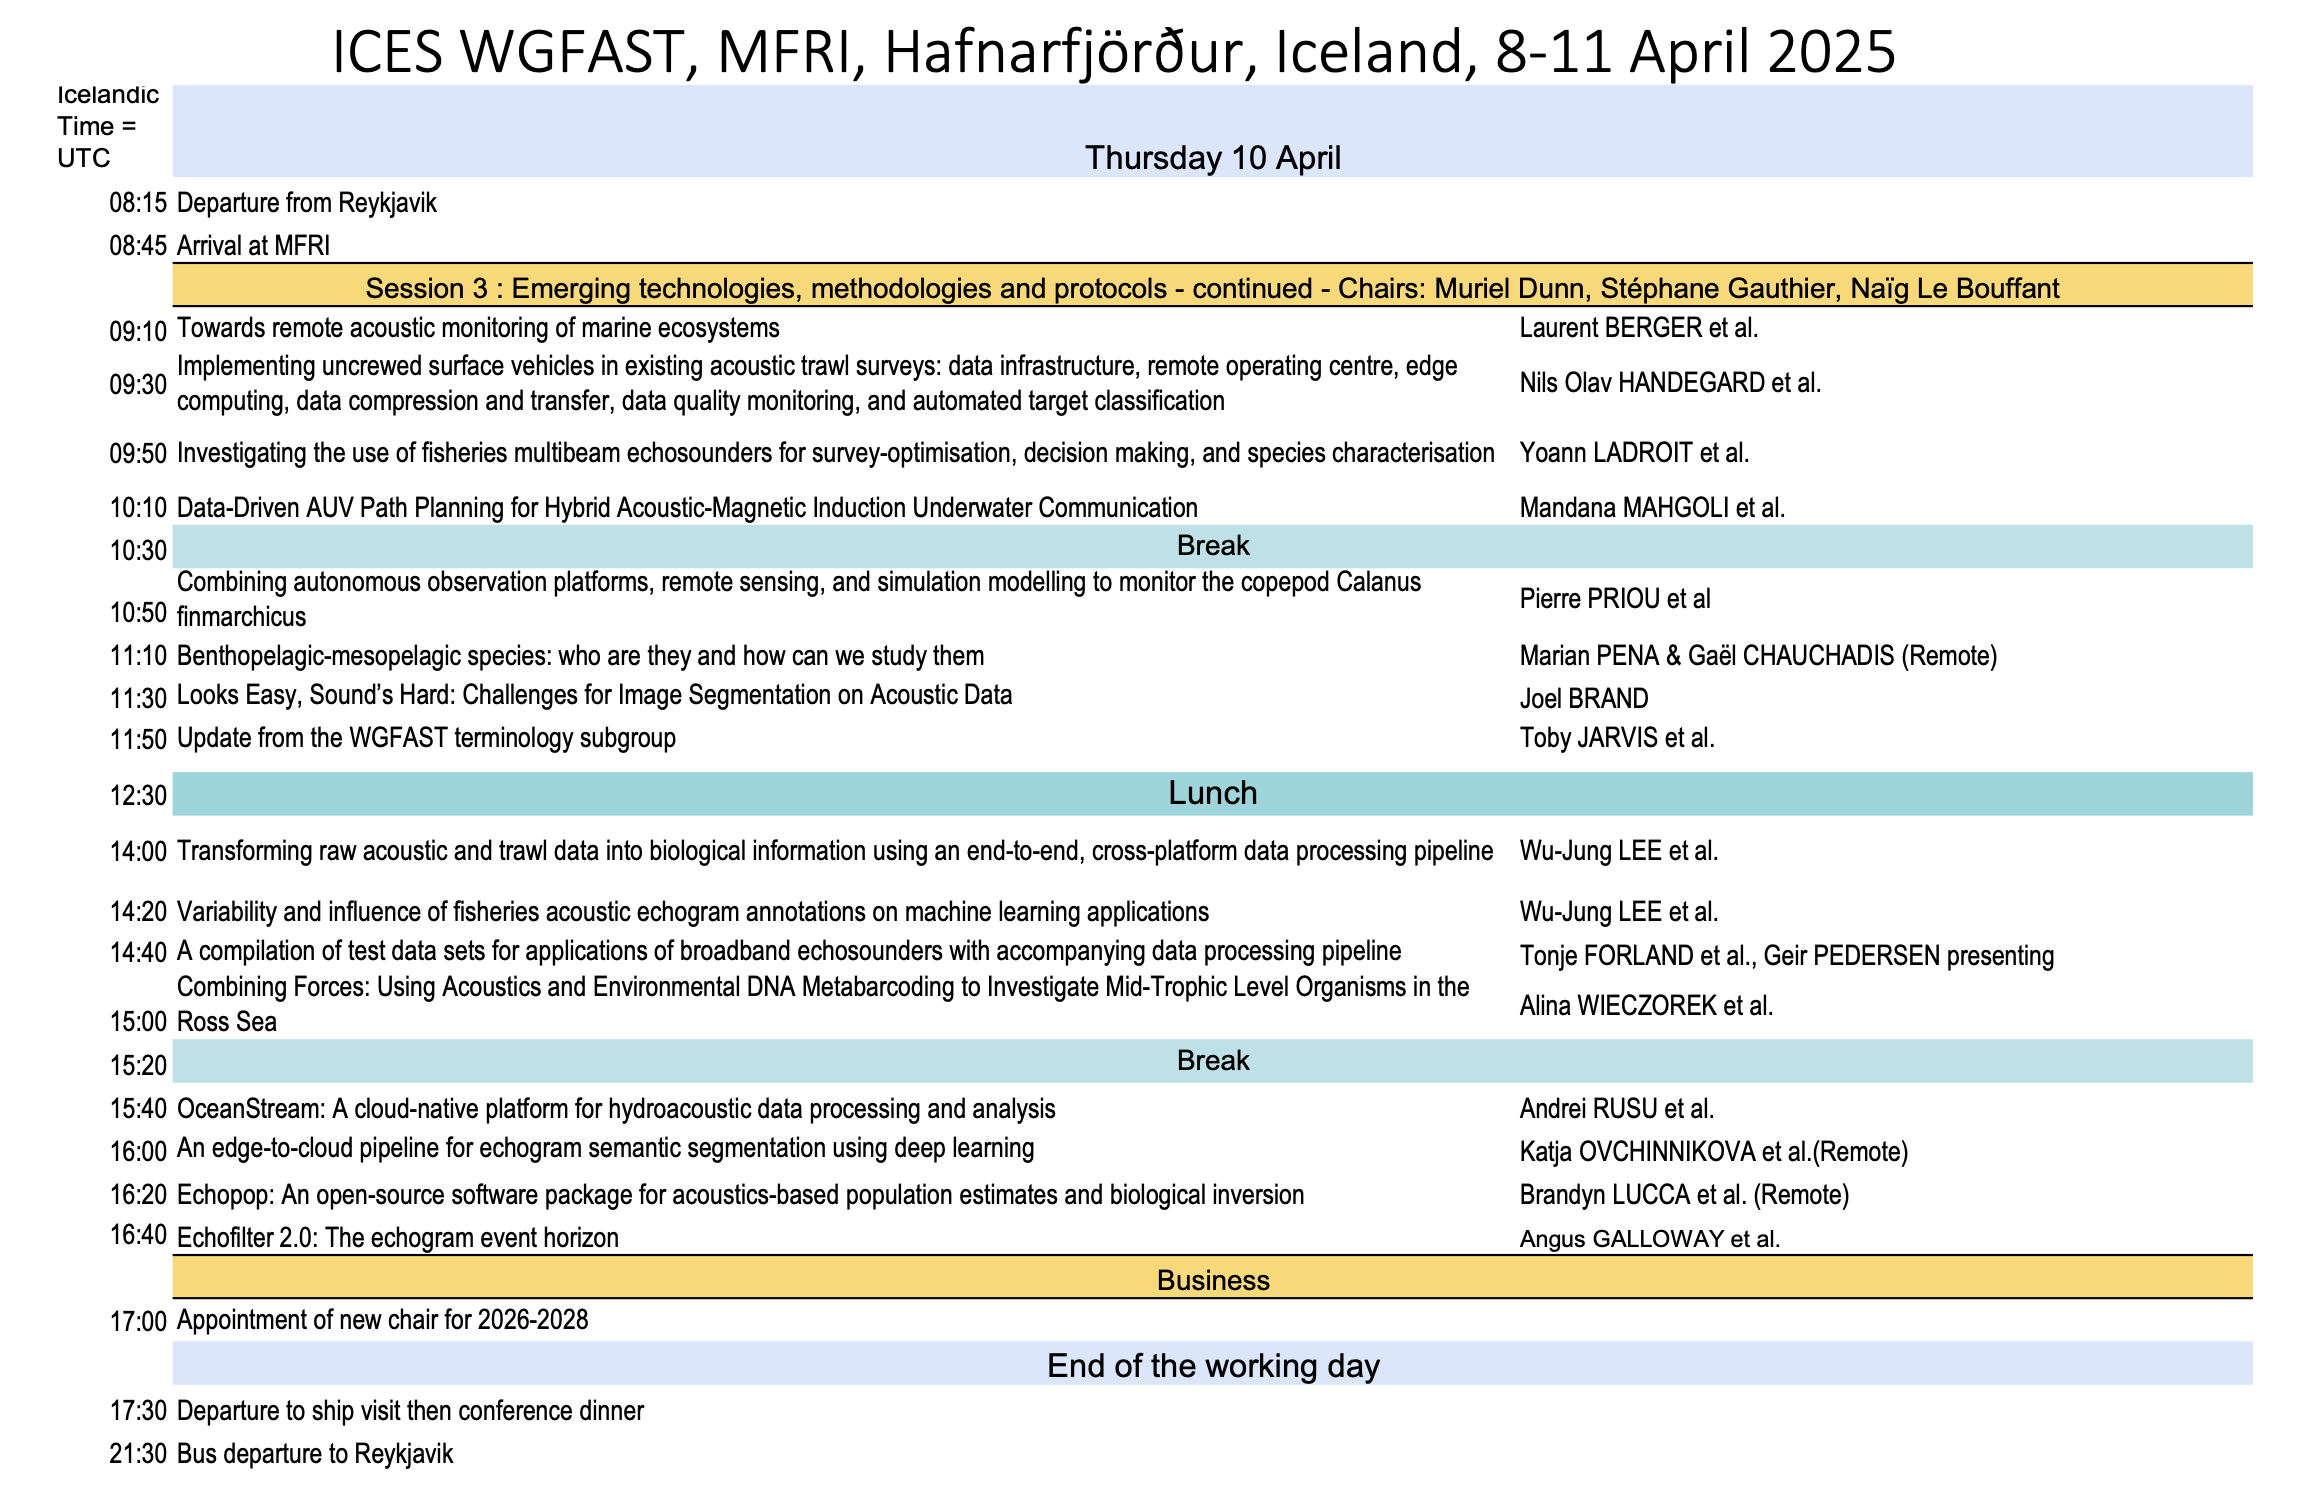 ICES WGFAST, MFRI, Hafnarfjörður, Iceland, 8-11 April 2025
Icelandic
Time =
UTC
Thursday 10 April
08:15 Departure from Reykjavik
08:45 Arrival at MFRI
Session 3 : Emerging technologies, methodologies and protocols - continued - Chairs: Muriel Dunn, Stéphane Gauthier, Naïg Le Bouffant
09:10 Towards remote acoustic monitoring of marine ecosystems Laurent BERGER et al.
Implementing uncrewed surface vehicles in existing acoustic trawl surveys: data infrastructure, remote operating centre, edge
09:30 computing, data compression and transfer, data quality monitoring, and automated target classification Nils Olav HANDEGARD et al.
09:50 Investigating the use of fisheries multibeam echosounders for survey-optimisation, decision making, and species characterisation Yoann LADROIT et al.
10:10 Data-Driven AUV Path Planning for Hybrid Acoustic-Magnetic Induction Underwater Communication Mandana MAHGOLI et al.
10:30 Break
Combining autonomous observation platforms, remote sensing, and simulation modelling to monitor the copepod Calanus
10:50 finmarchicus Pierre PRIOU et al
11:10 Benthopelagic-mesopelagic species: who are they and how can we study them Marian PENA & Gaël CHAUCHADIS (Remote)
11:30 Looks Easy, Sound’s Hard: Challenges for Image Segmentation on Acoustic Data Joel BRAND
11:50 Update from the WGFAST terminology subgroup Toby JARVIS et al.
12:30 Lunch
14:00 Transforming raw acoustic and trawl data into biological information using an end-to-end, cross-platform data processing pipeline Wu-Jung LEE et al.
14:20 Variability and influence of fisheries acoustic echogram annotations on machine learning applications Wu-Jung LEE et al.
14:40 A compilation of test data sets for applications of broadband echosounders with accompanying data processing pipeline Tonje FORLAND et al., Geir PEDERSEN presenting
Combining Forces: Using Acoustics and Environmental DNA Metabarcoding to Investigate Mid-Trophic Level Organisms in the
15:00 Ross Sea Alina WIECZOREK et al.
15:20 Break
15:40 OceanStream: A cloud-native platform for hydroacoustic data processing and analysis Andrei RUSU et al.
16:00 An edge-to-cloud pipeline for echogram semantic segmentation using deep learning Katja OVCHINNIKOVA et al.(Remote)
16:20 Echopop: An open-source software package for acoustics-based population estimates and biological inversion Brandyn LUCCA et al. (Remote)
16:40 Echofilter 2.0: The echogram event horizon Angus GALLOWAY et al.
Business
17:00 Appointment of new chair for 2026-2028
End of the working day
17:30 Departure to ship visit then conference dinner
21:30 Bus departure to Reykjavik